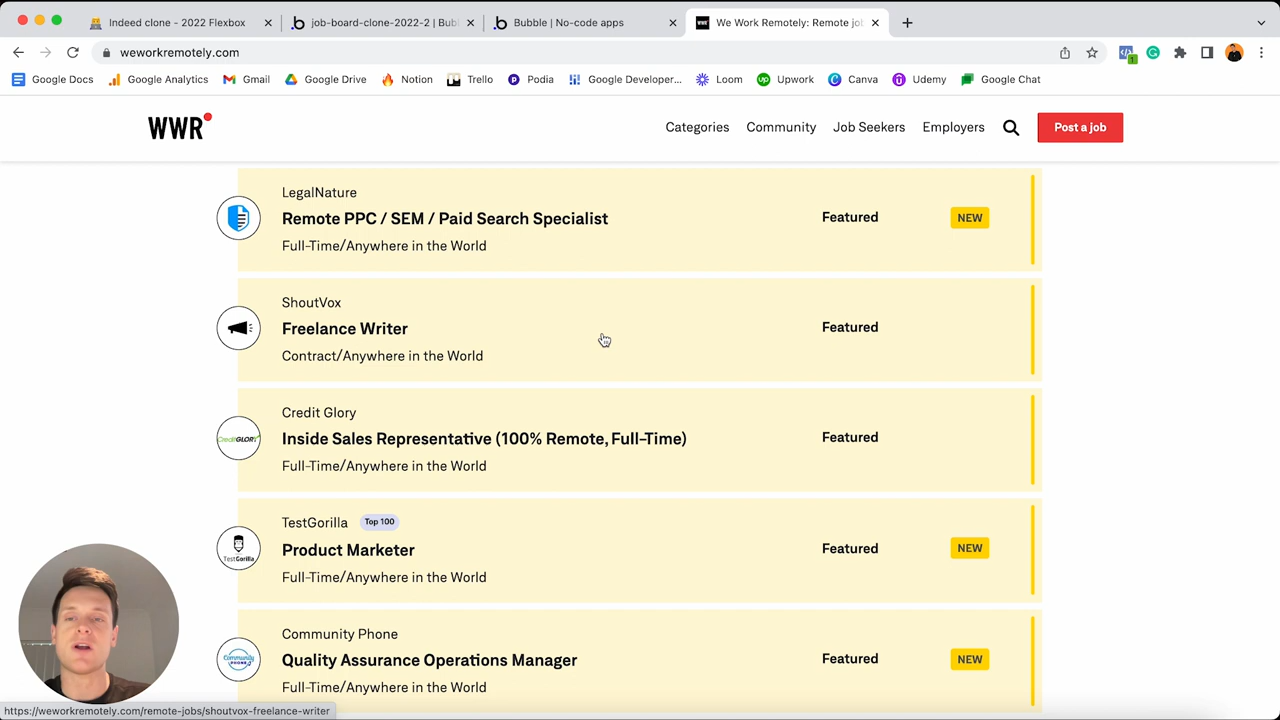 Indeed clone - 2022 Flexbox
job-board-clone-2022-2 | Bubl
Bubble | No-code apps
We Work Remotely: Remote jo
weworkremotely.com
Google Docs
Google Analytics
Gmail
Google Drive
Notion
Trello
Podia
Google Developer...
Loom
Upwork
Canva
Udemy
Google Chat
WWR
Categories
Community
Job Seekers
Employers
Post a job
LegalNature
Remote PPC / SEM / Paid Search Specialist
Full-Time/Anywhere in the World
Featured
NEW
ShoutVox
Freelance Writer
Contract/Anywhere in the World
Featured
CreditGLORY
Credit Glory
Inside Sales Representative (100% Remote, Full-Time)
Full-Time/Anywhere in the World
Featured
TestGorilla
TestGorilla Top 100
Product Marketer
Full-Time/Anywhere in the World
Featured
NEW
Community PHONE
Community Phone
Quality Assurance Operations Manager
Full-Time/Anywhere in the World
Featured
NEW
https://weworkremotely.com/remote-jobs/shoutvox-freelance-writer